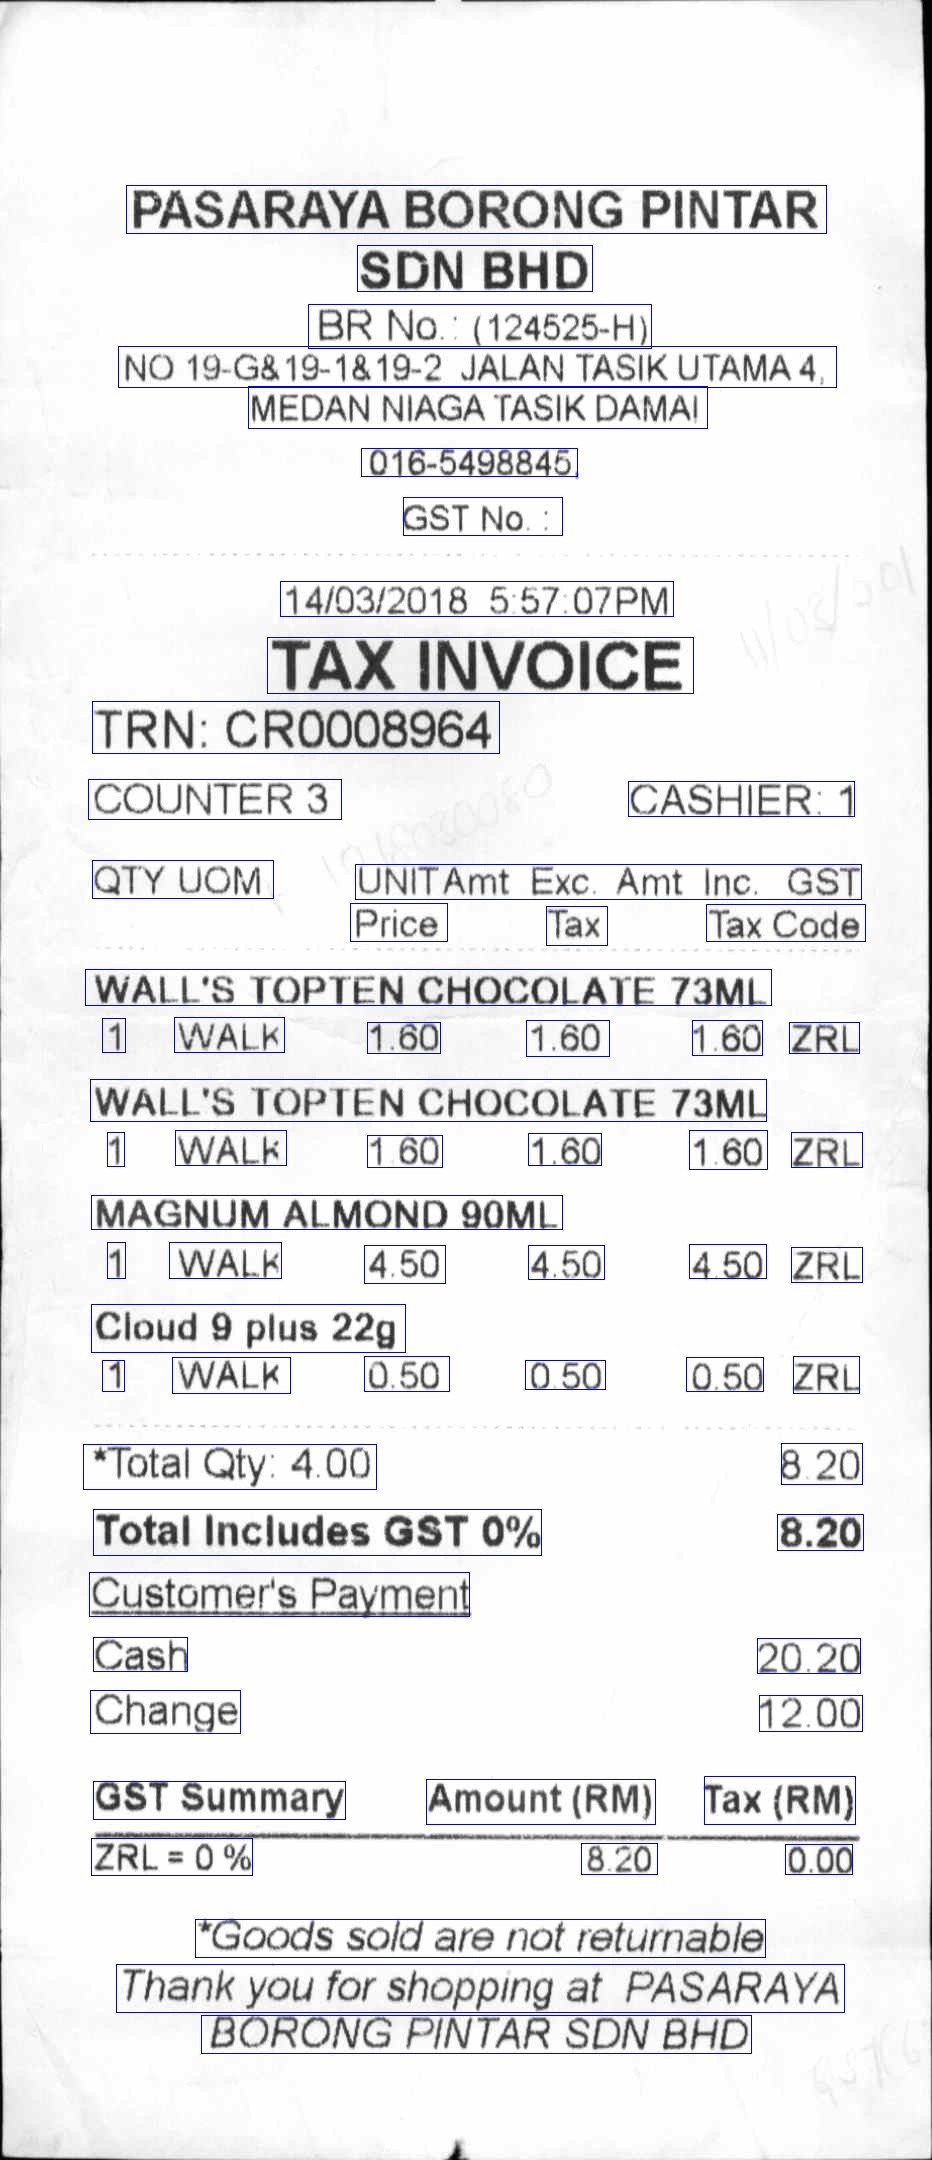 PASARAYA BORONG PINTAR
SDN BHD
BR No.: (124525-H)
NO 19-G&19-1&19-2 JALAN TASIK UTAMA 4,
MEDAN NIAGA TASIK DAMAI
016-5498845,
GST No. :
14/03/2018 5:57:07PM
TAX INVOICE
TRN: CR0008964
COUNTER 3 CASHIER: 1
QTY UOM UNIT Amt Exc. Amt Inc. GST
Price Tax Tax Code
WALL'S TOPTEN CHOCOLATE 73ML
1 WALK 1.60 1.60 1.60 ZRL
WALL'S TOPTEN CHOCOLATE 73ML
1 WALK 1.60 1.60 1.60 ZRL
MAGNUM ALMOND 90ML
1 WALK 4.50 4.50 4.50 ZRL
Cloud 9 plus 22g
1 WALK 0.50 0.50 0.50 ZRL
*Total Qty: 4.00 8.20
Total Includes GST 0% 8.20
Customer's Payment
Cash 20.20
Change 12.00
GST Summary Amount (RM) Tax (RM)
ZRL = 0 % 8.20 0.00
*Goods sold are not returnable
Thank you for shopping at PASARAYA
BORONG PINTAR SDN BHD